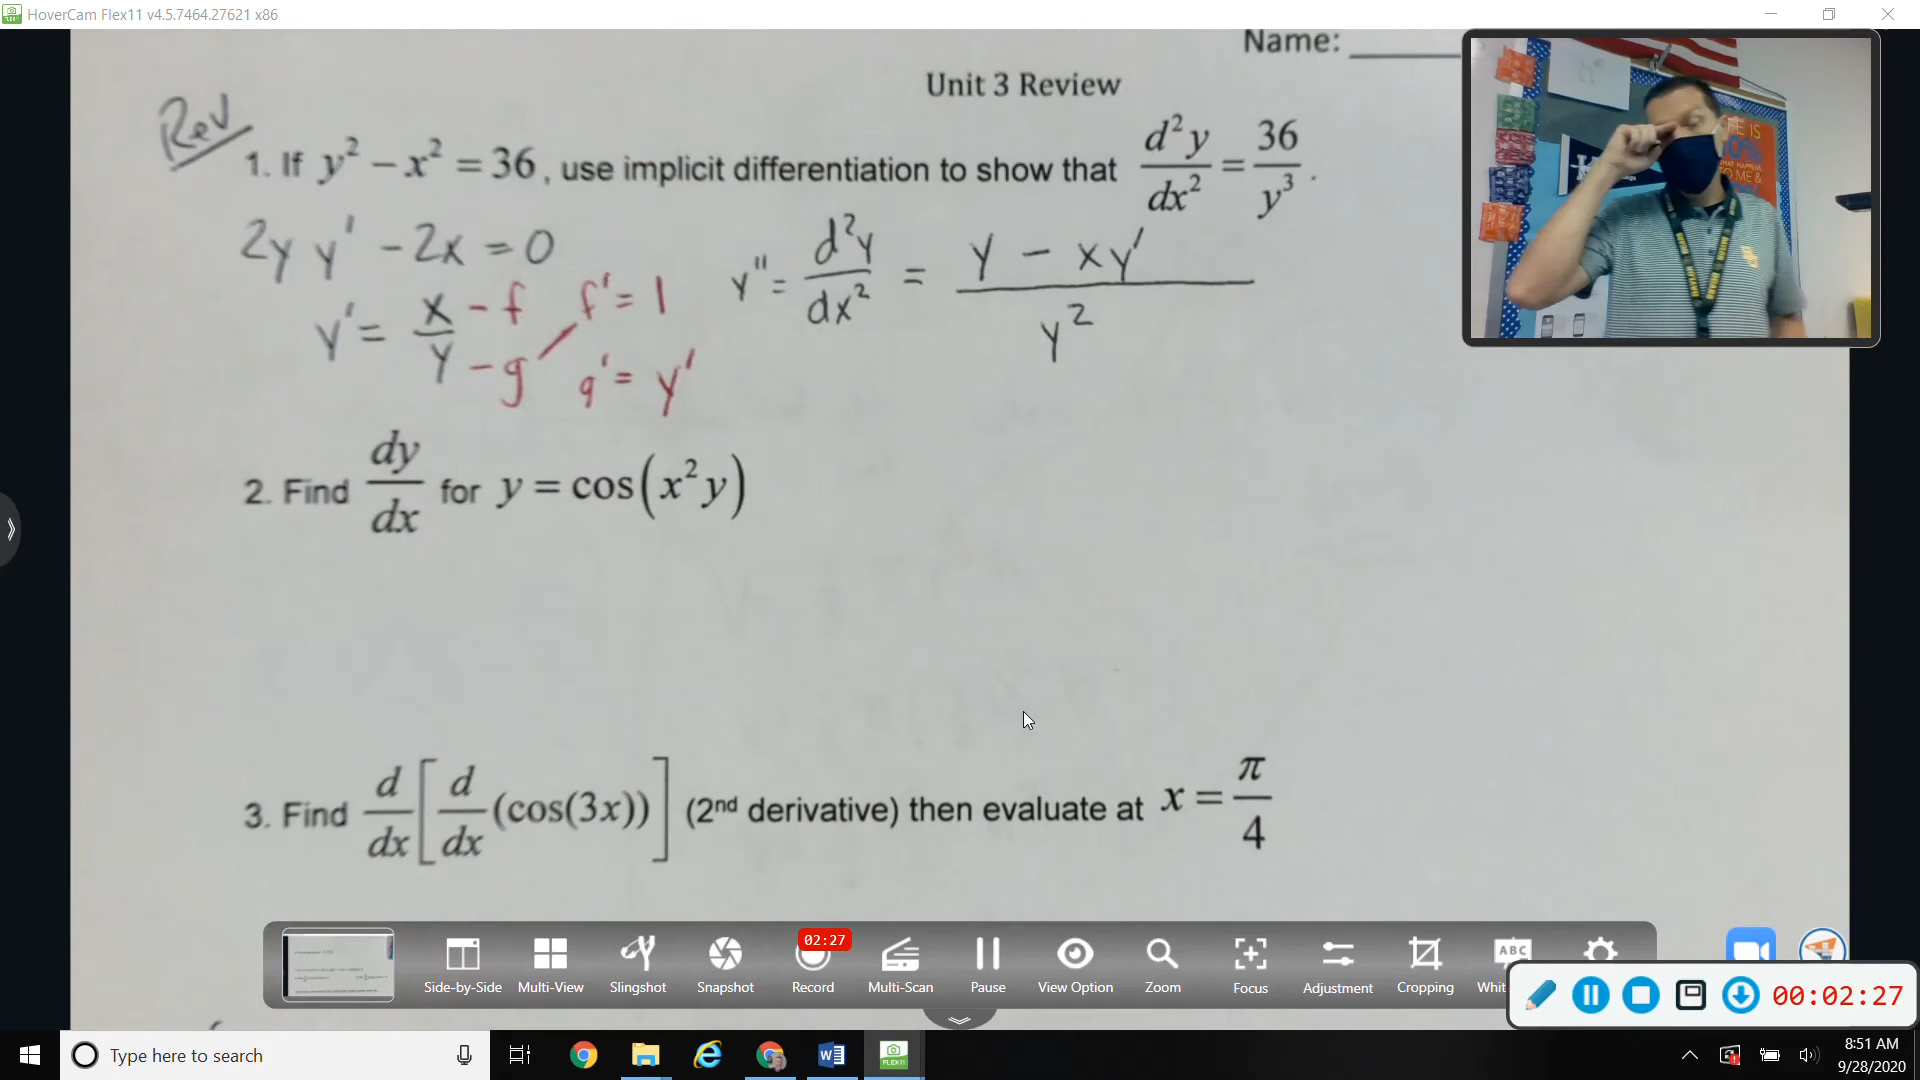 HoverCam Flex11 v4.5.7464.27621 x86
Name: ______
Unit 3 Review
Rev
1. If y² – x² = 36, use implicit differentiation to show that d²y/dx² = 36/y³.
2y y' - 2x = 0
y' = x/y
- f f' = 1
- g g' = y'
y'' = d²y/dx² = (y - xy')/y²
2. Find dy/dx for y = cos(x²y)
3. Find d/dx[d/dx(cos(3x))] (2nd derivative) then evaluate at x = π/4
02:27
Side-by-Side Multi-View Slingshot Snapshot Record Multi-Scan Pause View Option Zoom Focus Adjustment Cropping Whit
ABC
00:02:27
Type here to search
FLEX11
8:51 AM
9/28/2020